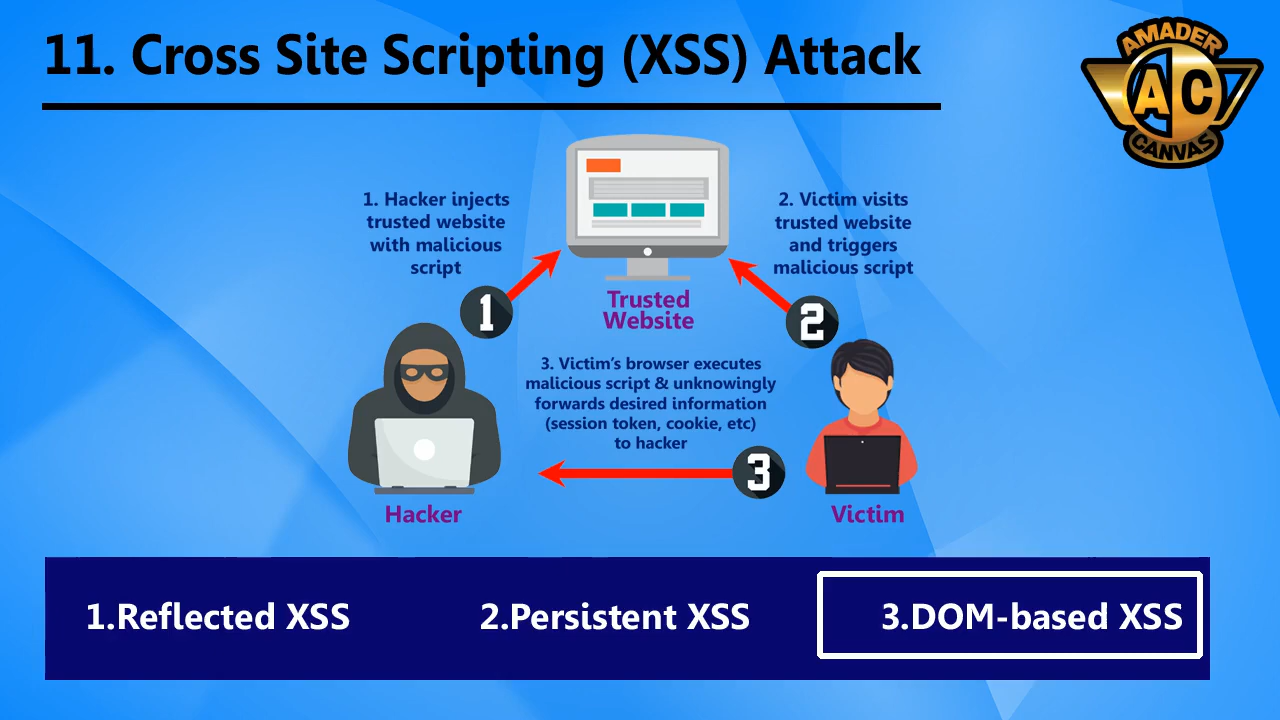 11. Cross Site Scripting (XSS) Attack
AMADER
AC
CANVAS
1. Hacker injects
trusted website
with malicious
script
2. Victim visits
trusted website
and triggers
malicious script
1
Trusted
Website
2
3. Victim's browser executes
malicious script & unknowingly
forwards desired information
(session token, cookie, etc)
to hacker
3
Hacker
Victim
1.Reflected XSS
2.Persistent XSS
3.DOM-based XSS